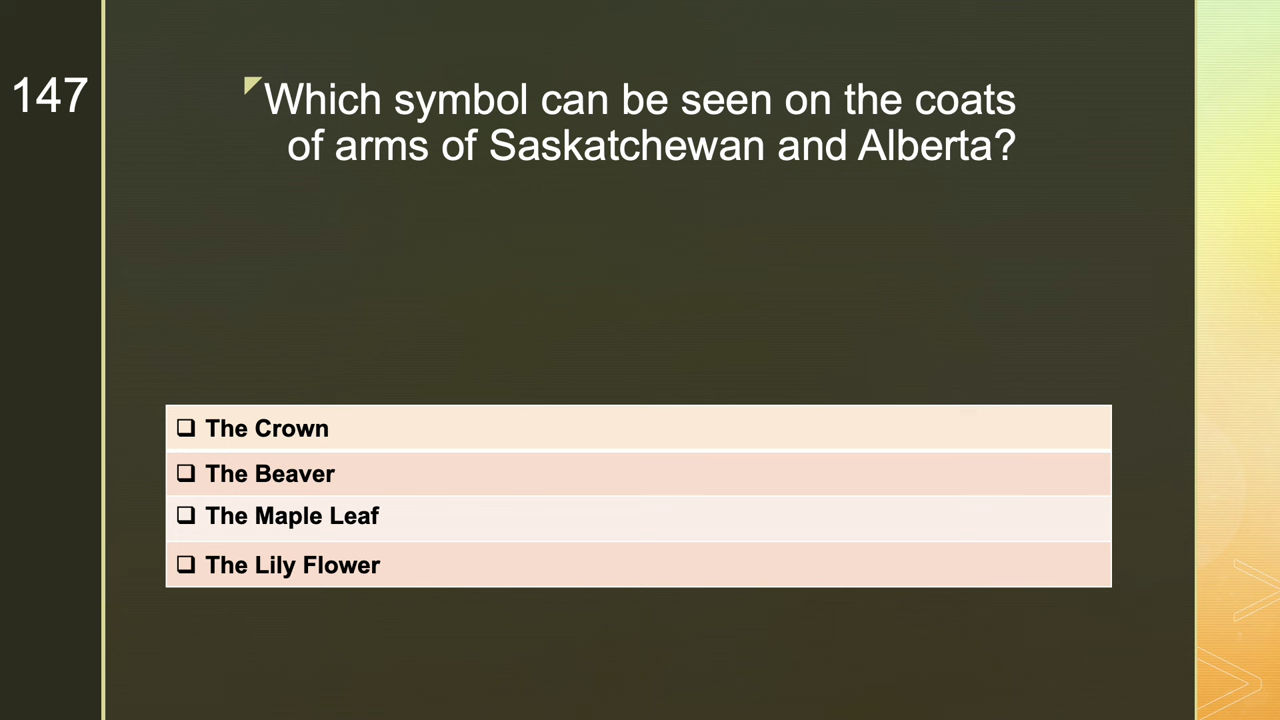 147
Which symbol can be seen on the coats
of arms of Saskatchewan and Alberta?
❑ The Crown
❑ The Beaver
❑ The Maple Leaf
❑ The Lily Flower